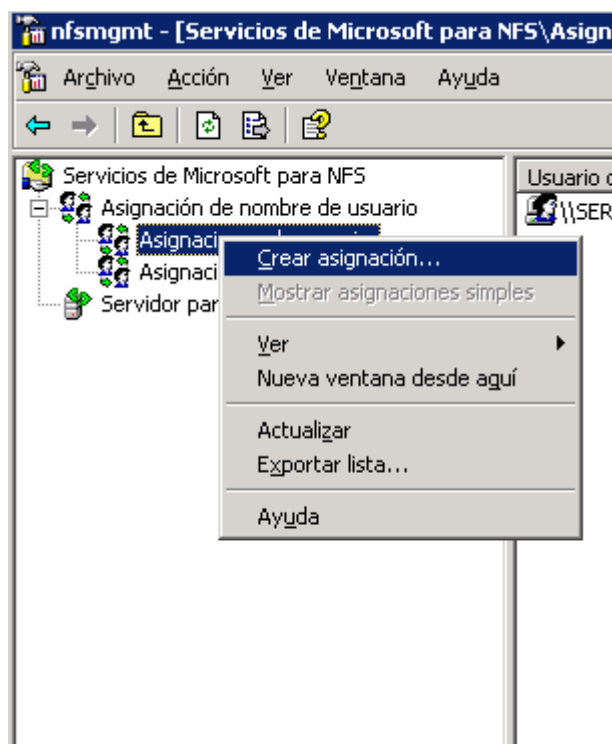 nfsmgmt - [Servicios de Microsoft para NFS\Asign
Archivo Acción Ver Ventana Ayuda
Servicios de Microsoft para NFS
Asignación de nombre de usuario
Asignaci
Asignaci
Servidor par
Usuario
\\SER
Crear asignación...
Mostrar asignaciones simples
Ver
Nueva ventana desde aquí
Actualizar
Exportar lista...
Ayuda